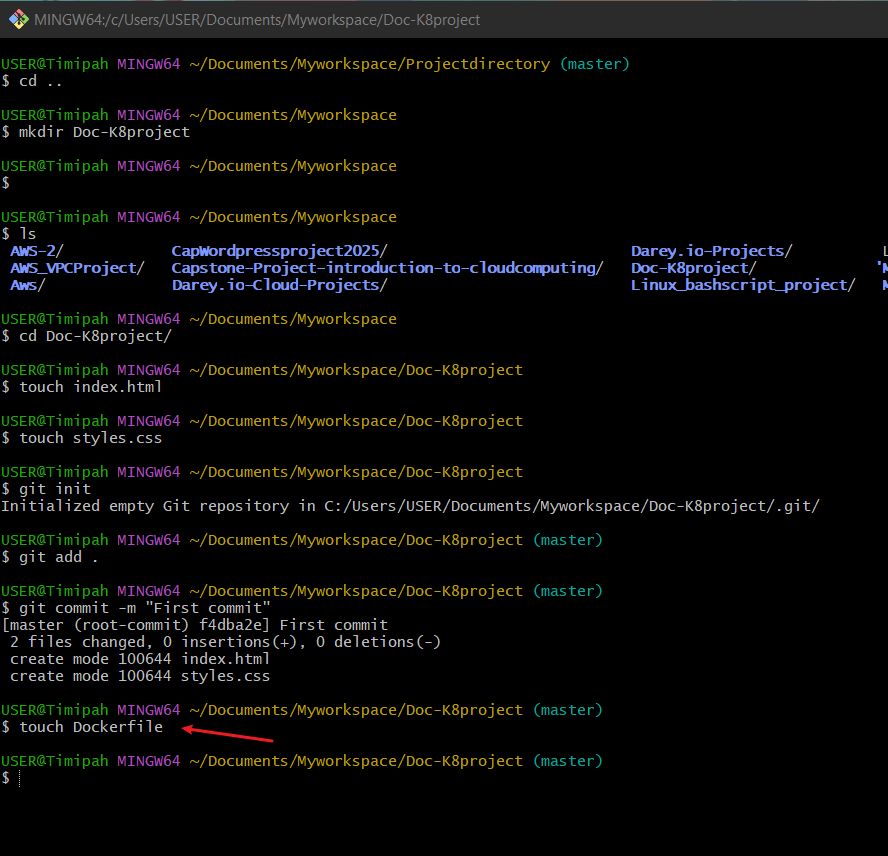 MINGW64:/c/Users/USER/Documents/Myworkspace/Doc-K8project
USER@Timipah MINGW64 ~/Documents/Myworkspace/Projectdirectory (master)
$ cd ..
USER@Timipah MINGW64 ~/Documents/Myworkspace
$ mkdir Doc-K8project
USER@Timipah MINGW64 ~/Documents/Myworkspace
$
USER@Timipah MINGW64 ~/Documents/Myworkspace
$ ls
AWS-2/ CapWordpressproject2025/ Darey.io-Projects/
AWS_VPCProject/ Capstone-Project-introduction-to-cloudcomputing/ Doc-K8project/
Aws/ Darey.io-Cloud-Projects/ Linux_bashscript_project/
USER@Timipah MINGW64 ~/Documents/Myworkspace
$ cd Doc-K8project/
USER@Timipah MINGW64 ~/Documents/Myworkspace/Doc-K8project
$ touch index.html
USER@Timipah MINGW64 ~/Documents/Myworkspace/Doc-K8project
$ touch styles.css
USER@Timipah MINGW64 ~/Documents/Myworkspace/Doc-K8project
$ git init
Initialized empty Git repository in C:/Users/USER/Documents/Myworkspace/Doc-K8project/.git/
USER@Timipah MINGW64 ~/Documents/Myworkspace/Doc-K8project (master)
$ git add .
USER@Timipah MINGW64 ~/Documents/Myworkspace/Doc-K8project (master)
$ git commit -m "First commit"
[master (root-commit) f4dba2e] First commit
2 files changed, 0 insertions(+), 0 deletions(-)
create mode 100644 index.html
create mode 100644 styles.css
USER@Timipah MINGW64 ~/Documents/Myworkspace/Doc-K8project (master)
$ touch Dockerfile
USER@Timipah MINGW64 ~/Documents/Myworkspace/Doc-K8project (master)
$